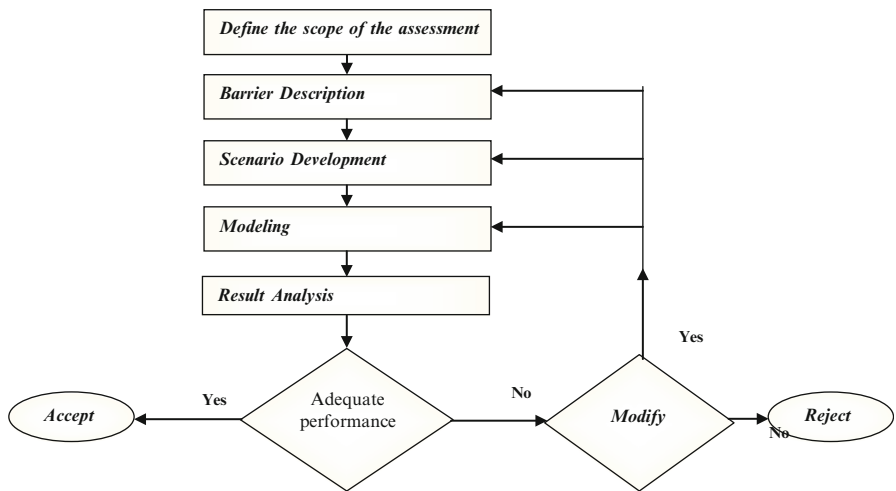 Define the scope of the assessment
Barrier Description
Scenario Development
Modeling
Result Analysis
Yes
Yes
Adequate
performance
No
Accept
Modify
Reject
No